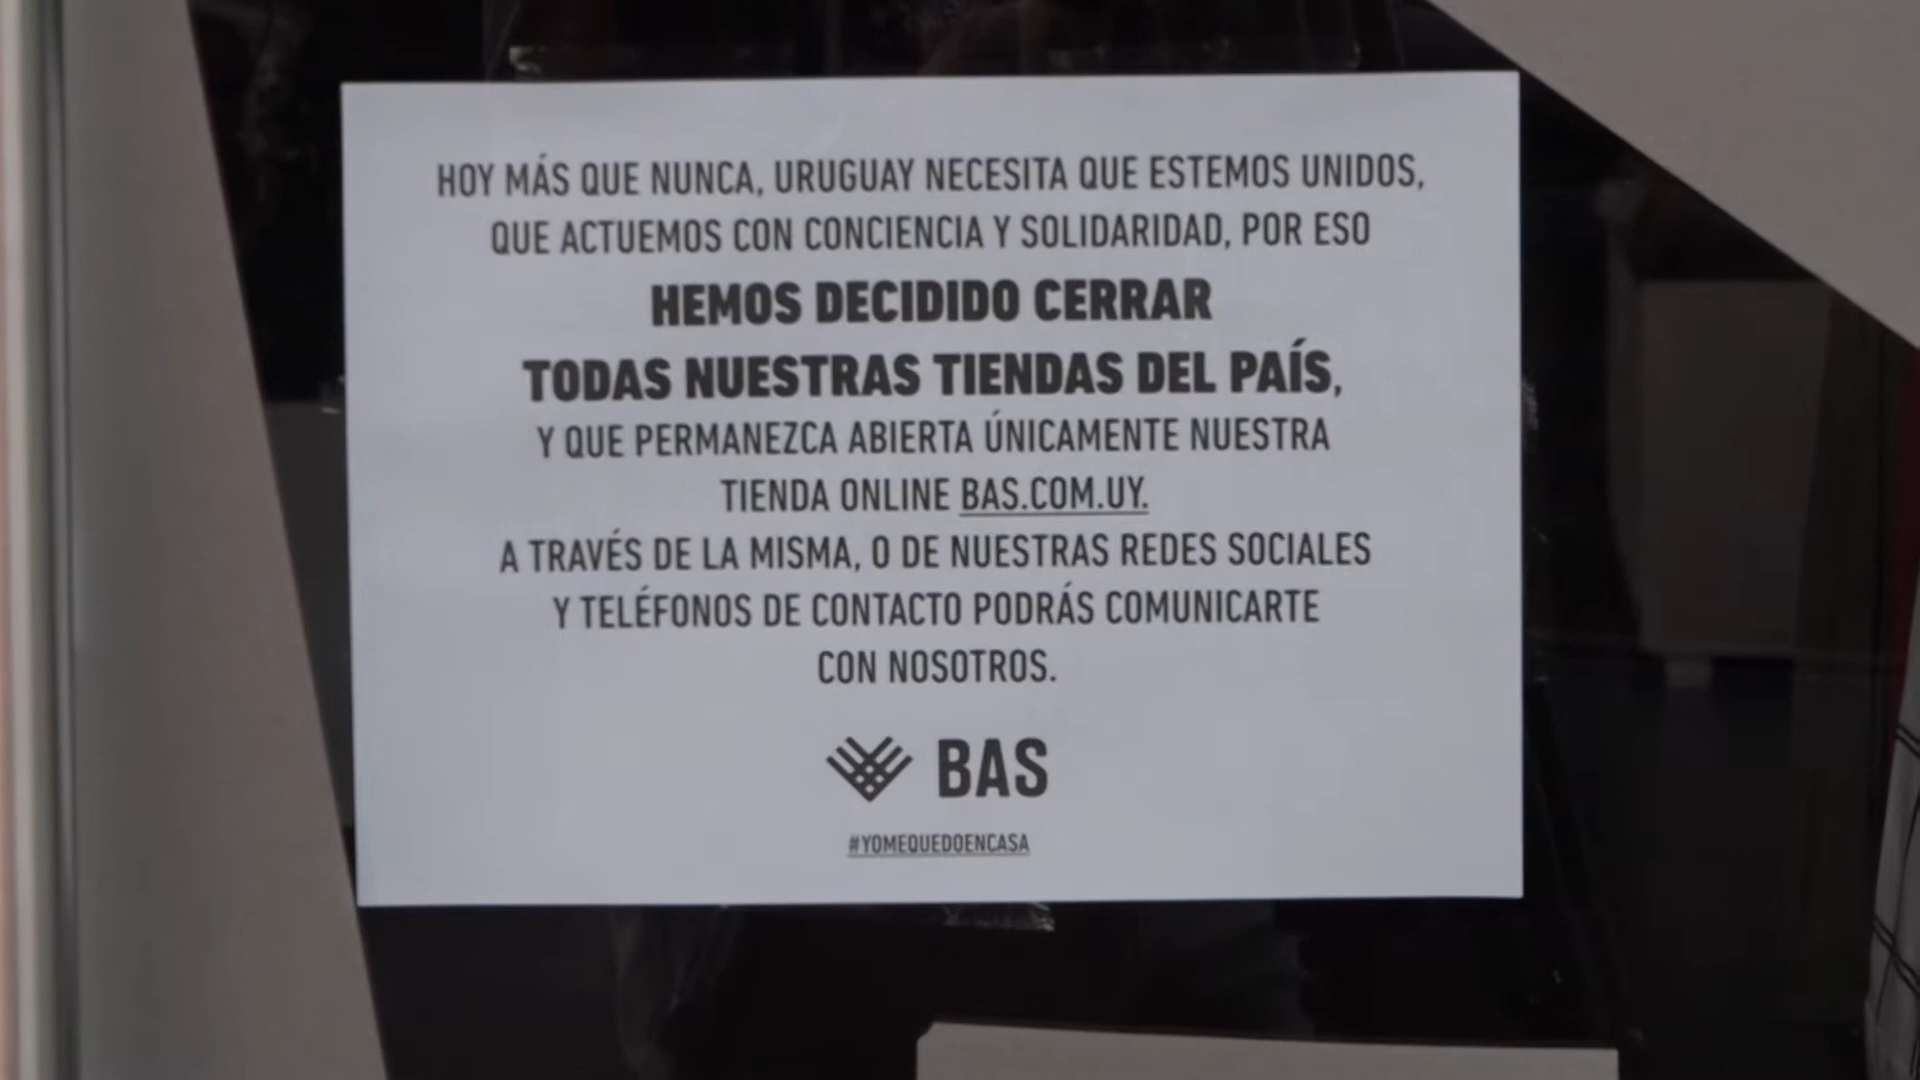 HOY MÁS QUE NUNCA, URUGUAY NECESITA QUE ESTEMOS UNIDOS,
QUE ACTUEMOS CON CONCIENCIA Y SOLIDARIDAD, POR ESO
HEMOS DECIDIDO CERRAR
TODAS NUESTRAS TIENDAS DEL PAÍS,
Y QUE PERMANEZCA ABIERTA ÚNICAMENTE NUESTRA
TIENDA ONLINE BAS.COM.UY.
A TRAVÉS DE LA MISMA, O DE NUESTRAS REDES SOCIALES
Y TELÉFONOS DE CONTACTO PODRÁS COMUNICARTE
CON NOSOTROS.
BAS
#YOMEQUEDOENCASA